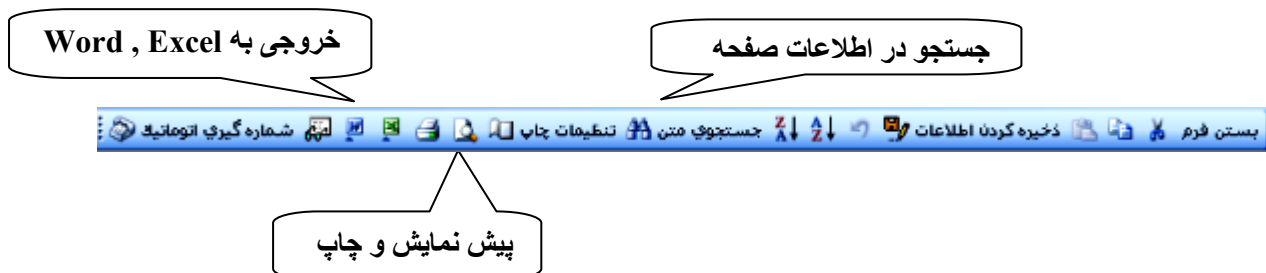 خروجی به Word , Excel
جستجو در اطلاعات صفحه
بستن فرم ذخیره کردن اطلاعات جستجوي متن تنظیمات چاپ شماره گیري اتوماتیك
پیش نمایش و چاپ